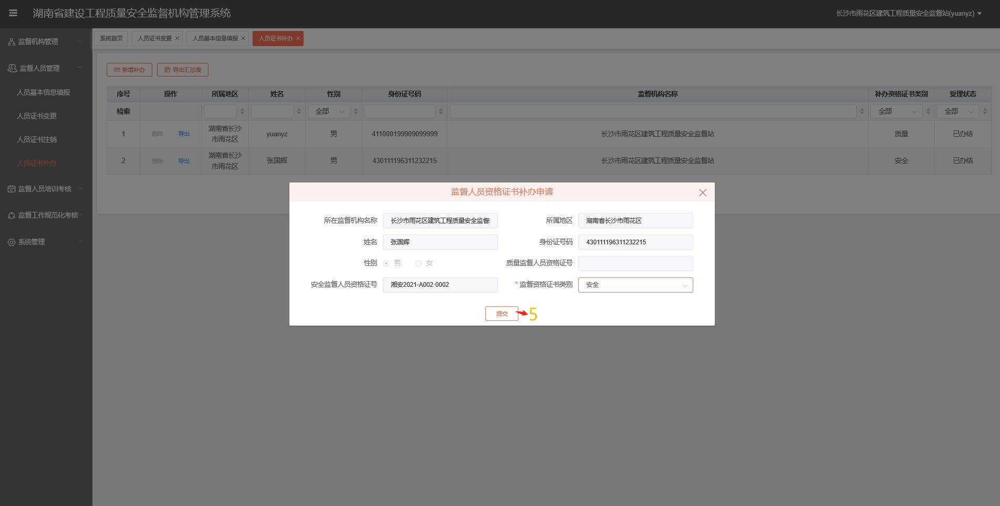 湖南省建设工程质量安全监督机构管理系统
长沙市雨花区建筑工程质量安全监督站(yuanyz)
监督机构管理
监督人员管理
人员基本信息填报
人员证书变更
人员证书注销
人员证书补办
监督人员培训考核
监督工作规范化考核
系统管理
系统首页 人员证书变更 人员基本信息填报 人员证书补办
新增补办 导出汇总表
序号 操作 所属地区 姓名 性别 身份证号码 监督机构名称 补办资格证书类别 受理状态
检索 全部 全部 全部
1 删除 导出 湖南省长沙市雨花区 yuanyz 男 411000199909099999 长沙市雨花区建筑工程质量安全监督站 质量 已办结
2 删除 导出 湖南省长沙市雨花区 张国辉 男 430111196311232215 长沙市雨花区建筑工程质量安全监督站 安全 已办结
监督人员资格证书补办申请
所在监督机构名称 长沙市雨花区建筑工程质量安全监督 所属地区 湖南省长沙市雨花区
姓名 张国辉 身份证号码 430111196311232215
性别 男 女 质量监督人员资格证号
安全监督人员资格证号 湘安2021-A002-0002 * 监督资格证书类别 安全
提交 5